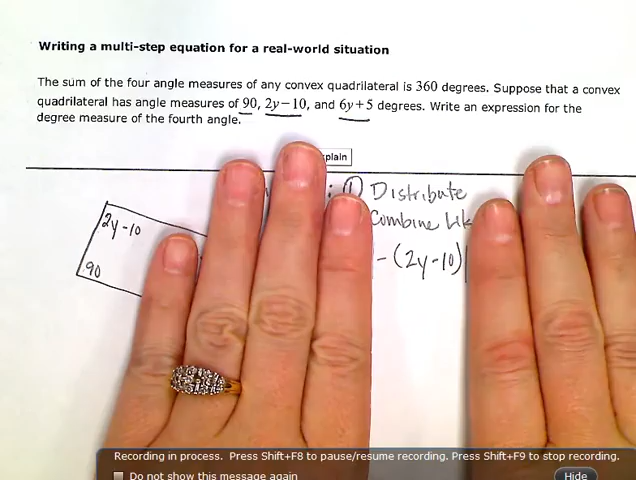 Writing a multi-step equation for a real-world situation
The sum of the four angle measures of any convex quadrilateral is 360 degrees. Suppose that a convex
quadrilateral has angle measures of 90, 2y−10, and 6y+5 degrees. Write an expression for the
degree measure of the fourth angle.
plain
: ① Distribute
Combine Like
2y-10
- (2y-10)
90
Recording in process. Press Shift+F8 to pause/resume recording. Press Shift+F9 to stop recording.
Do not show this message again
Hide